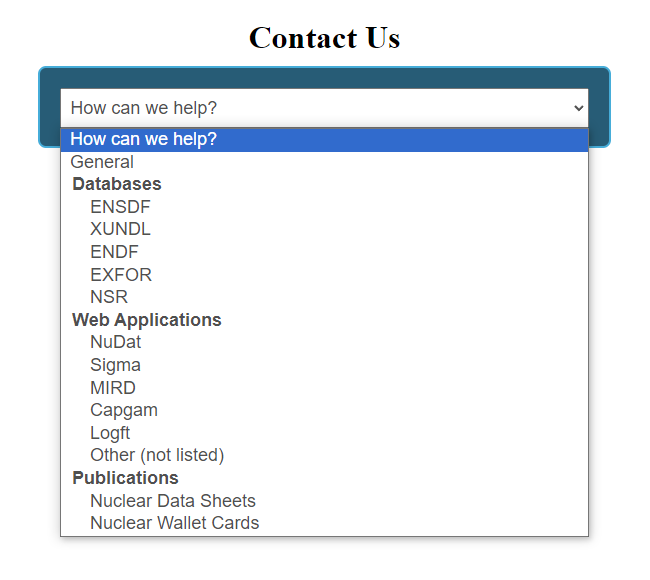 Contact Us
How can we help?
How can we help?
General
Databases
ENSDF
XUNDL
ENDF
EXFOR
NSR
Web Applications
NuDat
Sigma
MIRD
Capgam
Logft
Other (not listed)
Publications
Nuclear Data Sheets
Nuclear Wallet Cards